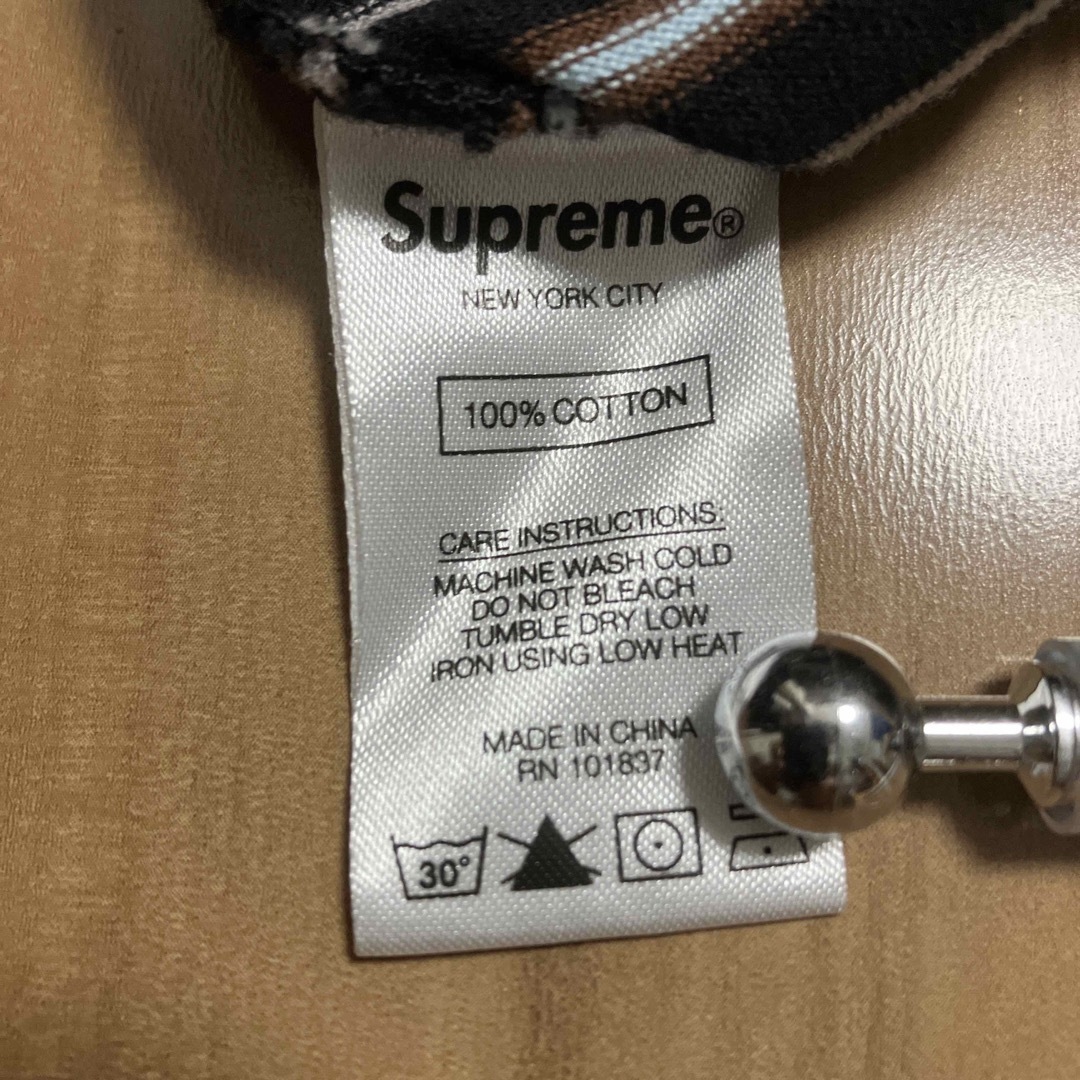 Supreme®
NEW YORK CITY
100% COTTON
CARE INSTRUCTIONS
MACHINE WASH COLD
DO NOT BLEACH
TUMBLE DRY LOW
IRON USING LOW HEAT
MADE IN CHINA
RN 101837
30°